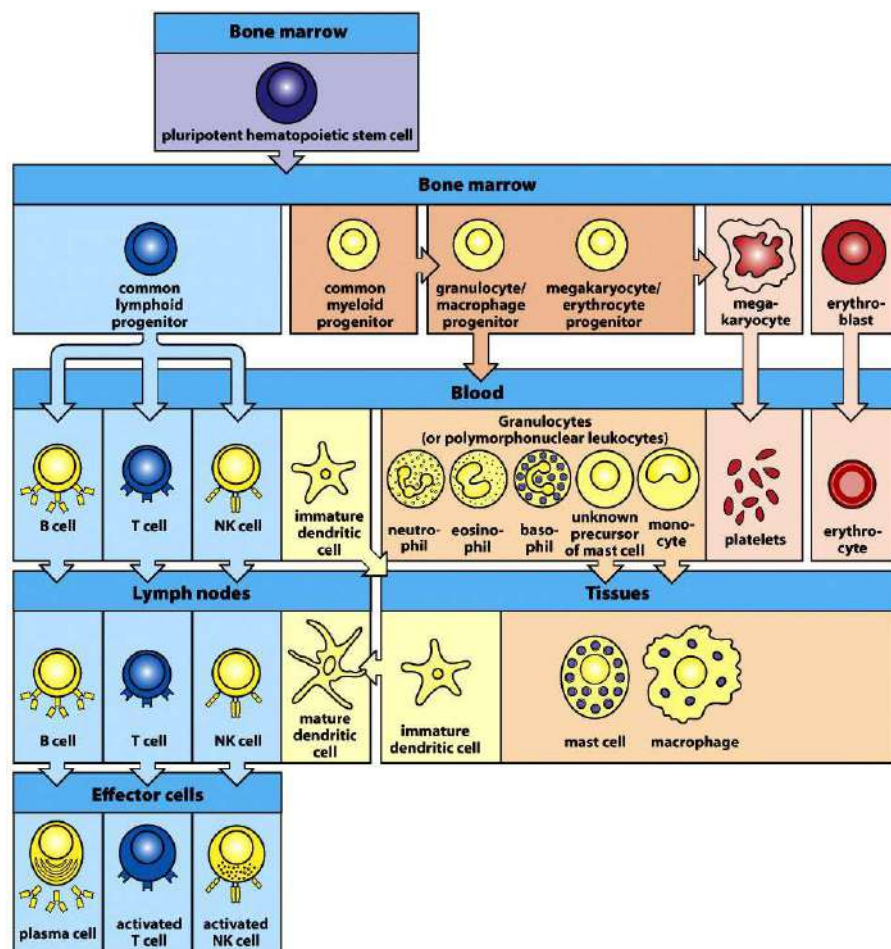 Bone marrow
pluripotent hematopoietic stem cell
Bone marrow
common
lymphoid
progenitor
common
myeloid
progenitor
granulocyte/
macrophage
progenitor
megakaryocyte/
erythrocyte
progenitor
mega-
karyocyte
erythro-
blast
Blood
B cell
T cell
NK cell
immature
dendritic
cell
Granulocytes
(or polymorphonuclear leukocytes)
neutro-
phil
eosino-
phil
baso-
phil
unknown
precursor
of mast cell
mono-
cyte
platelets
erythro-
cyte
Lymph nodes
B cell
T cell
NK cell
mature
dendritic
cell
Tissues
immature
dendritic cell
mast cell
macrophage
Effector cells
plasma cell
activated
T cell
activated
NK cell